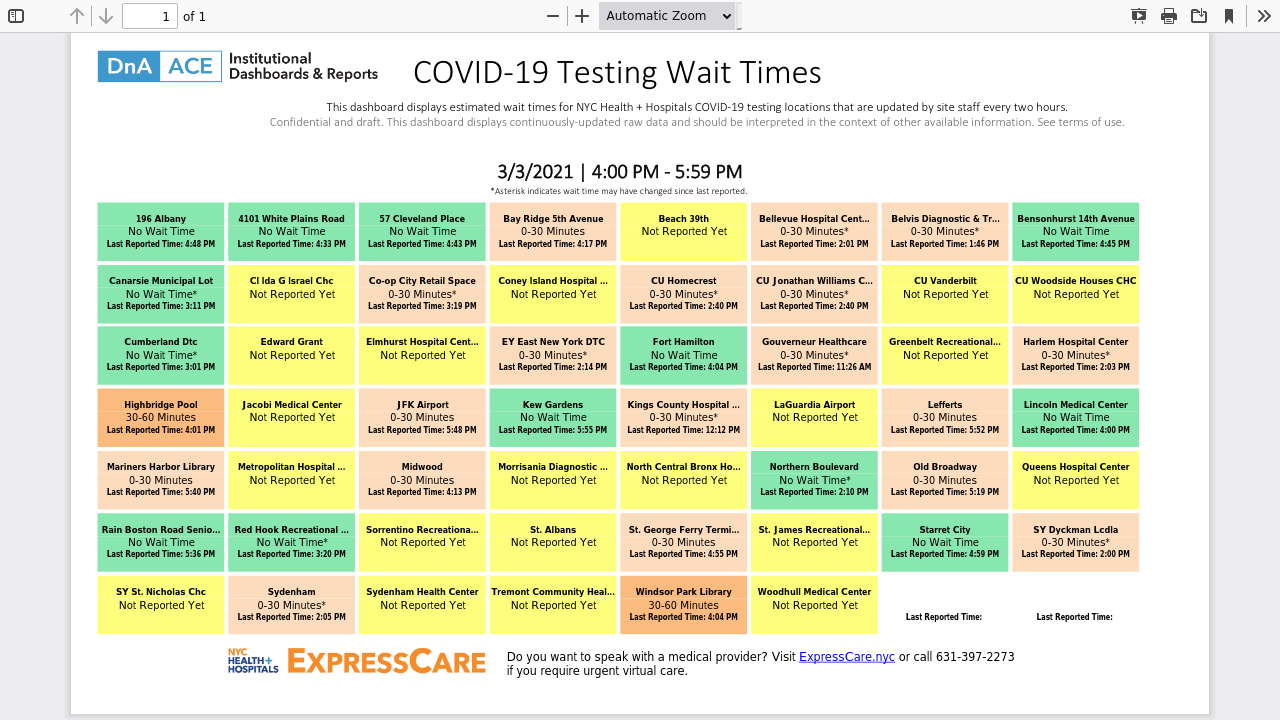 1 of 1 Automatic Zoom
DnA ACE Institutional
Dashboards & Reports
COVID-19 Testing Wait Times
This dashboard displays estimated wait times for NYC Health + Hospitals COVID-19 testing locations that are updated by site staff every two hours.
Confidential and draft. This dashboard displays continuously-updated raw data and should be interpreted in the context of other available information. See terms of use.
3/3/2021 | 4:00 PM - 5:59 PM
*Asterisk indicates wait time may have changed since last reported.
196 Albany
No Wait Time
Last Reported Time: 4:48 PM
4101 White Plains Road
No Wait Time
Last Reported Time: 4:33 PM
57 Cleveland Place
No Wait Time
Last Reported Time: 4:43 PM
Bay Ridge 5th Avenue
0-30 Minutes
Last Reported Time: 4:17 PM
Beach 39th
Not Reported Yet
Bellevue Hospital Cent...
0-30 Minutes*
Last Reported Time: 2:01 PM
Belvis Diagnostic & Tr...
0-30 Minutes*
Last Reported Time: 1:46 PM
Bensonhurst 14th Avenue
No Wait Time
Last Reported Time: 4:45 PM
Canarsie Municipal Lot
No Wait Time*
Last Reported Time: 3:11 PM
Cl Ida G Israel Chc
Not Reported Yet
Co-op City Retail Space
0-30 Minutes*
Last Reported Time: 3:19 PM
Coney Island Hospital ...
Not Reported Yet
CU Homecrest
0-30 Minutes*
Last Reported Time: 2:40 PM
CU Jonathan Williams C...
0-30 Minutes*
Last Reported Time: 2:40 PM
CU Vanderbilt
Not Reported Yet
CU Woodside Houses CHC
Not Reported Yet
Cumberland Dtc
No Wait Time*
Last Reported Time: 3:01 PM
Edward Grant
Not Reported Yet
Elmhurst Hospital Cent...
Not Reported Yet
EY East New York DTC
0-30 Minutes*
Last Reported Time: 2:14 PM
Fort Hamilton
No Wait Time
Last Reported Time: 4:04 PM
Gouverneur Healthcare
0-30 Minutes*
Last Reported Time: 11:26 AM
Greenbelt Recreational...
Not Reported Yet
Harlem Hospital Center
0-30 Minutes*
Last Reported Time: 2:03 PM
Highbridge Pool
30-60 Minutes
Last Reported Time: 4:01 PM
Jacobi Medical Center
Not Reported Yet
JFK Airport
0-30 Minutes
Last Reported Time: 5:48 PM
Kew Gardens
No Wait Time
Last Reported Time: 5:55 PM
Kings County Hospital ...
0-30 Minutes*
Last Reported Time: 12:12 PM
LaGuardia Airport
Not Reported Yet
Lefferts
0-30 Minutes
Last Reported Time: 5:52 PM
Lincoln Medical Center
No Wait Time
Last Reported Time: 4:00 PM
Mariners Harbor Library
0-30 Minutes
Last Reported Time: 5:40 PM
Metropolitan Hospital ...
Not Reported Yet
Midwood
0-30 Minutes
Last Reported Time: 4:13 PM
Morrisania Diagnostic ...
Not Reported Yet
North Central Bronx Ho...
Not Reported Yet
Northern Boulevard
No Wait Time*
Last Reported Time: 2:10 PM
Old Broadway
0-30 Minutes
Last Reported Time: 5:19 PM
Queens Hospital Center
Not Reported Yet
Rain Boston Road Senio...
No Wait Time
Last Reported Time: 5:36 PM
Red Hook Recreational ...
No Wait Time*
Last Reported Time: 3:20 PM
Sorrentino Recreationa...
Not Reported Yet
St. Albans
Not Reported Yet
St. George Ferry Termi...
0-30 Minutes
Last Reported Time: 4:55 PM
St. James Recreational...
Not Reported Yet
Starret City
No Wait Time
Last Reported Time: 4:59 PM
SY Dyckman Lcdla
0-30 Minutes*
Last Reported Time: 2:00 PM
SY St. Nicholas Chc
Not Reported Yet
Sydenham
0-30 Minutes*
Last Reported Time: 2:05 PM
Sydenham Health Center
Not Reported Yet
Tremont Community Heal...
Not Reported Yet
Windsor Park Library
30-60 Minutes
Last Reported Time: 4:04 PM
Woodhull Medical Center
Not Reported Yet
Last Reported Time:
Last Reported Time:
NYC
HEALTH+
HOSPITALS
EXPRESSCARE
Do you want to speak with a medical provider? Visit ExpressCare.nyc or call 631-397-2273
if you require urgent virtual care.